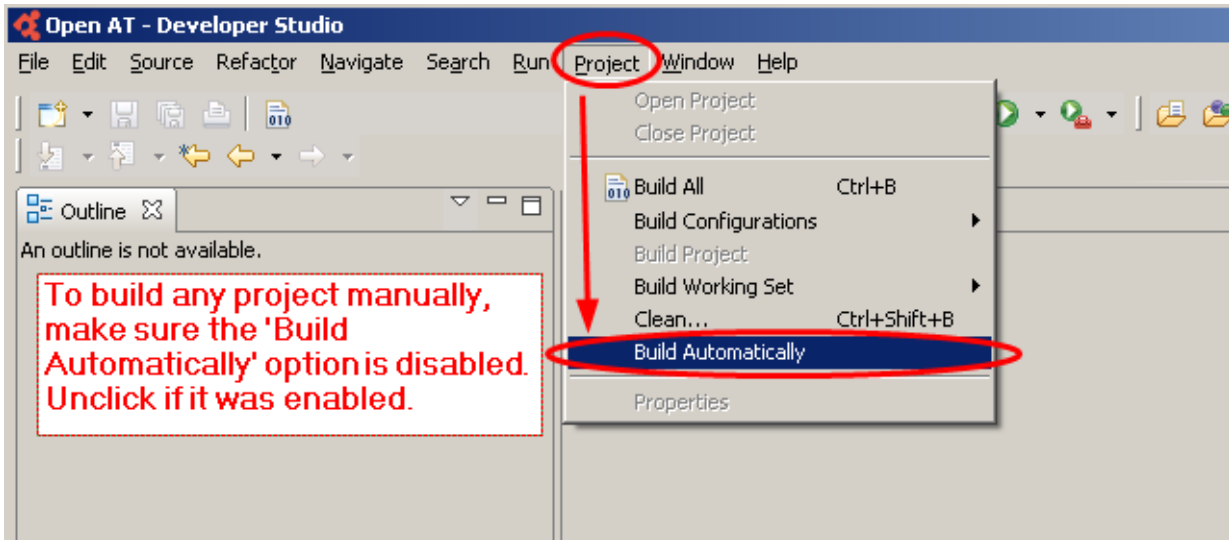 Open AT - Developer Studio
File Edit Source Refactor Navigate Search Run Project Window Help
Open Project
Close Project
010
Outline
An outline is not available.
010 Build All Ctrl+B
Build Configurations
Build Project
Build Working Set
Clean... Ctrl+Shift+B
Build Automatically
Properties
To build any project manually,
make sure the 'Build
Automatically' option is disabled.
Unclick if it was enabled.